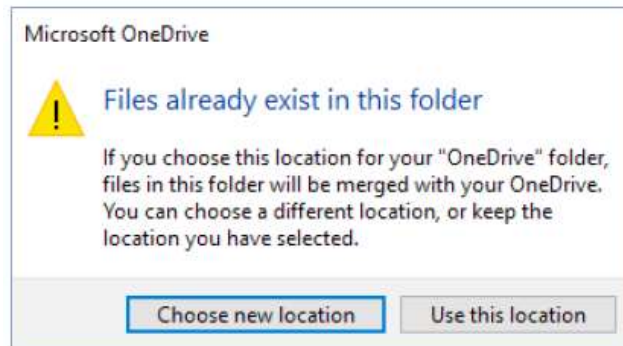 Microsoft OneDrive
Files already exist in this folder
If you choose this location for your "OneDrive" folder,
files in this folder will be merged with your OneDrive.
You can choose a different location, or keep the
location you have selected.
Choose new location
Use this location